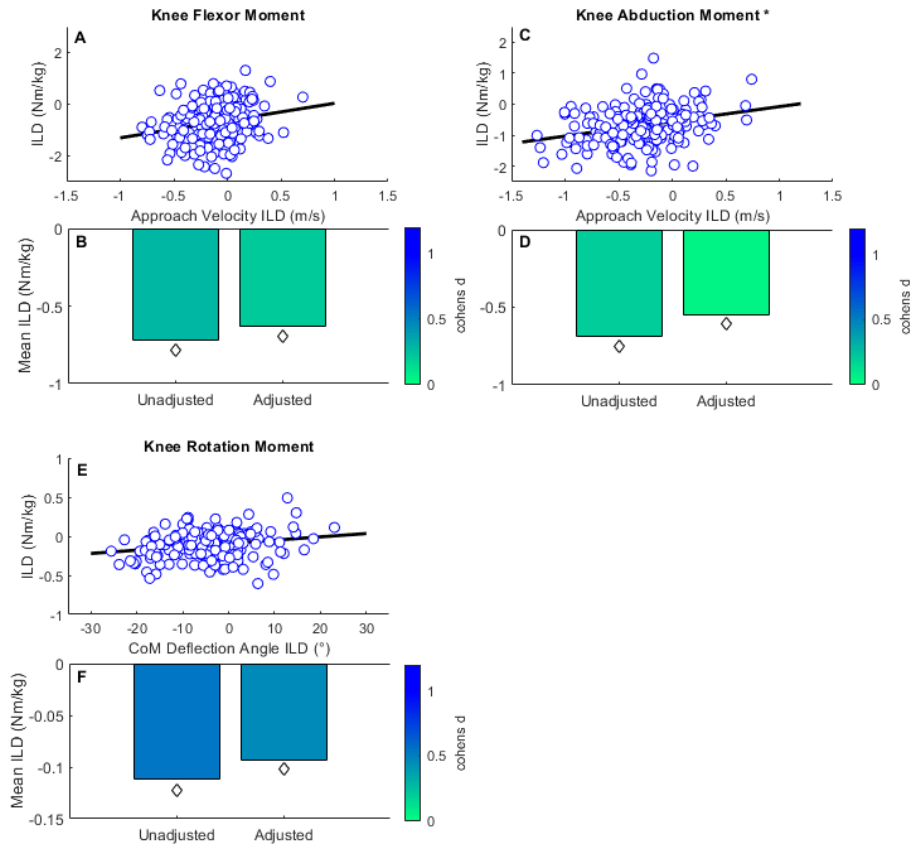 Knee Flexor Moment
A
ILD (Nm/kg)
2
0
-2
-1.5
-1
-0.5
0
0.5
1
1.5
Approach Velocity ILD (m/s)
B
Mean ILD (Nm/kg)
0
-0.5
-1
Unadjusted
Adjusted
1
0.5
0
cohens d
Knee Abduction Moment *
C
ILD (Nm/kg)
2
1
0
-1
-2
-1.5
-1
-0.5
0
0.5
1
1.5
Approach Velocity ILD (m/s)
D
0
-0.5
-1
Unadjusted
Adjusted
1
0.5
0
cohens d
Knee Rotation Moment
E
ILD (Nm/kg)
1
0.5
0
-0.5
-1
-30
-20
-10
0
10
20
30
CoM Deflection Angle ILD (°)
F
Mean ILD (Nm/kg)
0
-0.05
-0.1
-0.15
Unadjusted
Adjusted
1
0.5
0
cohens d